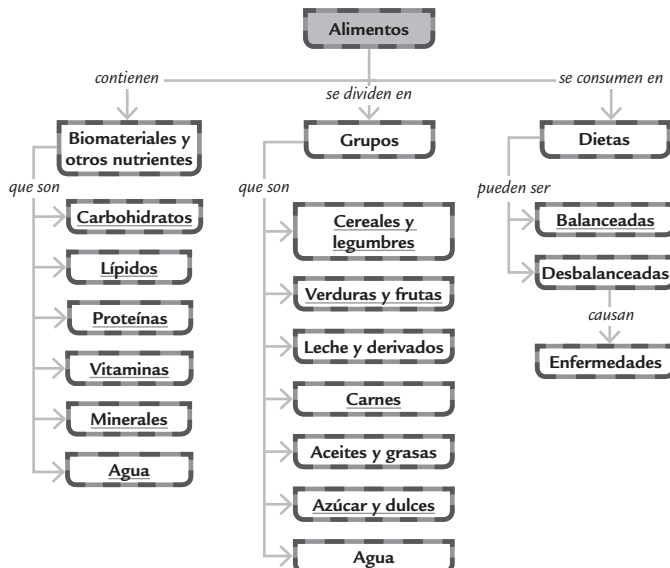 Alimentos
contienen
se dividen en
se consumen en
Biomateriales y
otros nutrientes
Grupos
Dietas
que son
que son
pueden ser
Carbohidratos
Lípidos
Proteínas
Vitaminas
Minerales
Agua
Cereales y
legumbres
Verduras y frutas
Leche y derivados
Carnes
Aceites y grasas
Azúcar y dulces
Agua
Balanceadas
Desbalanceadas
causan
Enfermedades